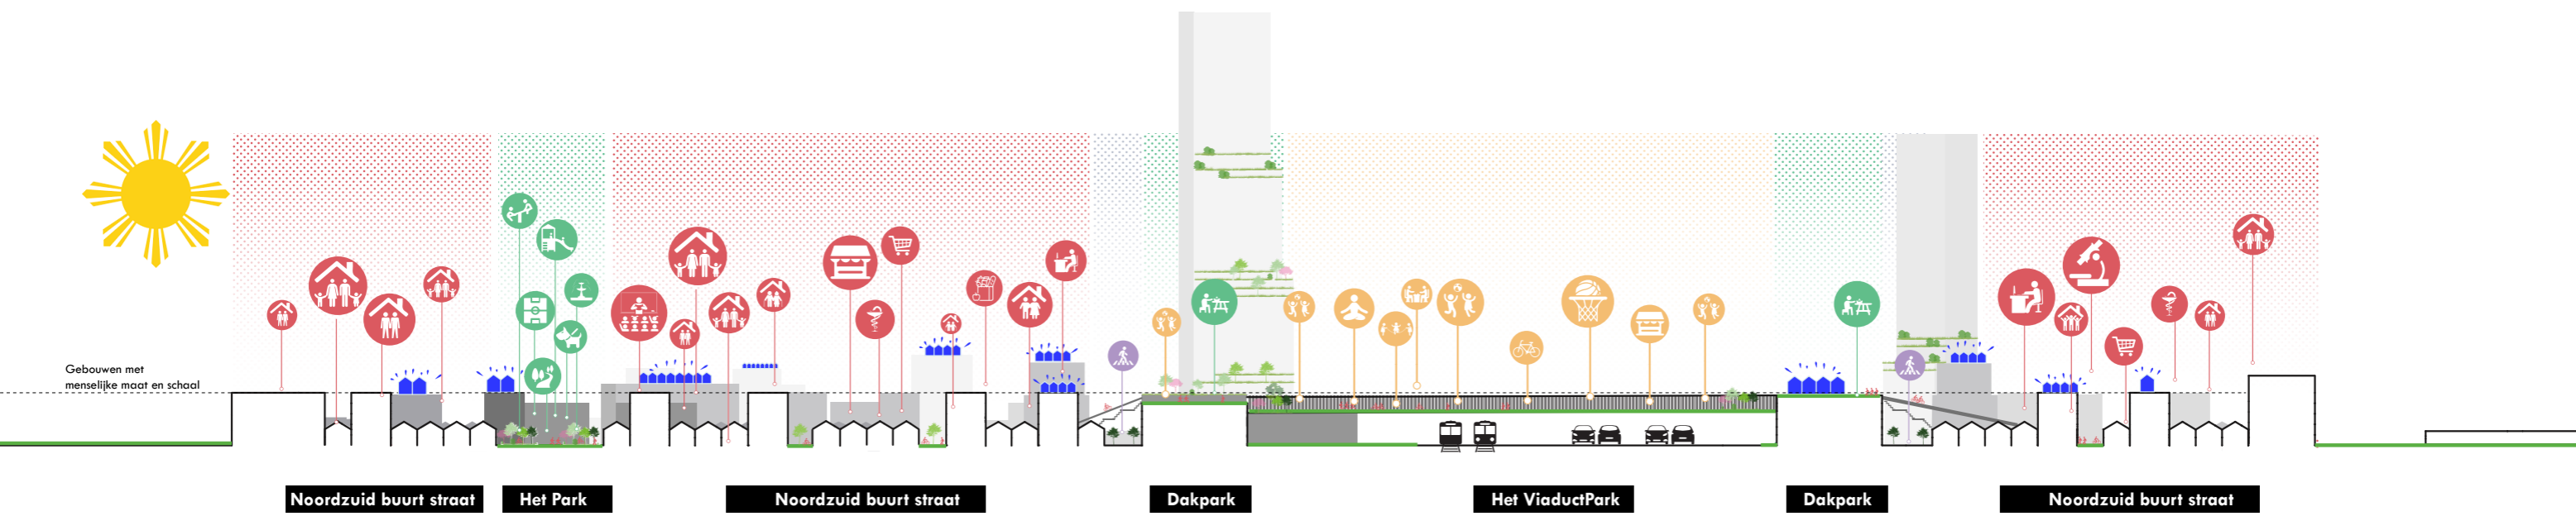 Gebouwen met
menselijke maat en schaal
Noordzuid buurt straat
Het Park
Noordzuid buurt straat
Dakpark
Het ViaductPark
Dakpark
Noordzuid buurt straat